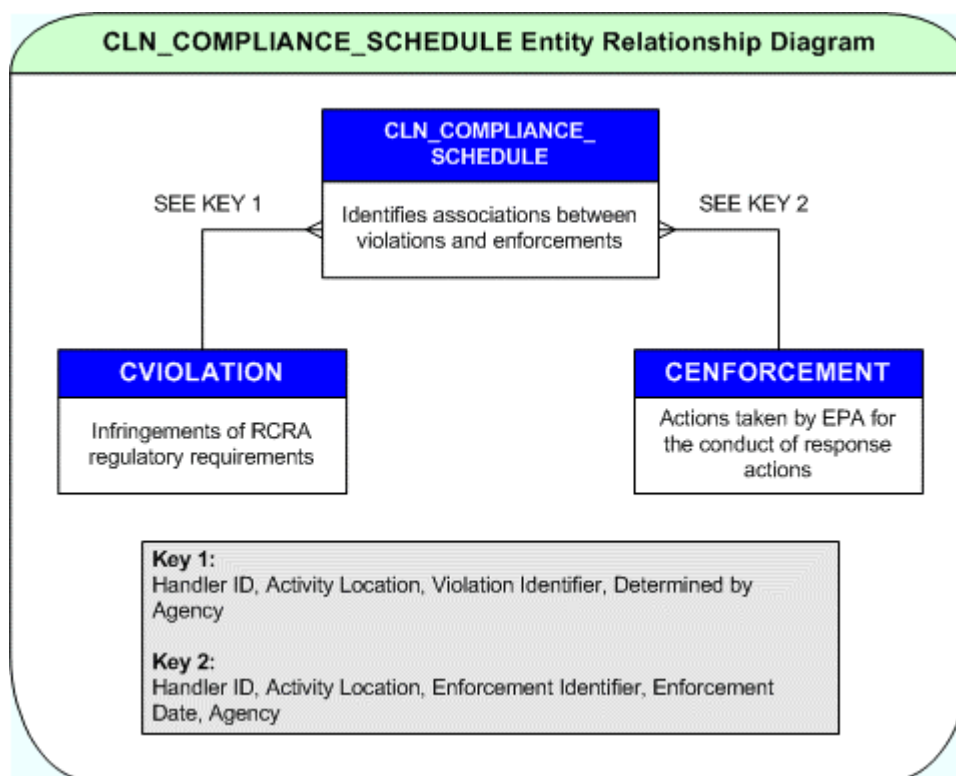 CLN_COMPLIANCE_SCHEDULE Entity Relationship Diagram
CLN_COMPLIANCE_
SCHEDULE
SEE KEY 1
Identifies associations between
violations and enforcements
SEE KEY 2
CVIOLATION
Infringements of RCRA
regulatory requirements
CENFORCEMENT
Actions taken by EPA for
the conduct of response
actions
Key 1:
Handler ID, Activity Location, Violation Identifier, Determined by
Agency
Key 2:
Handler ID, Activity Location, Enforcement Identifier, Enforcement
Date, Agency